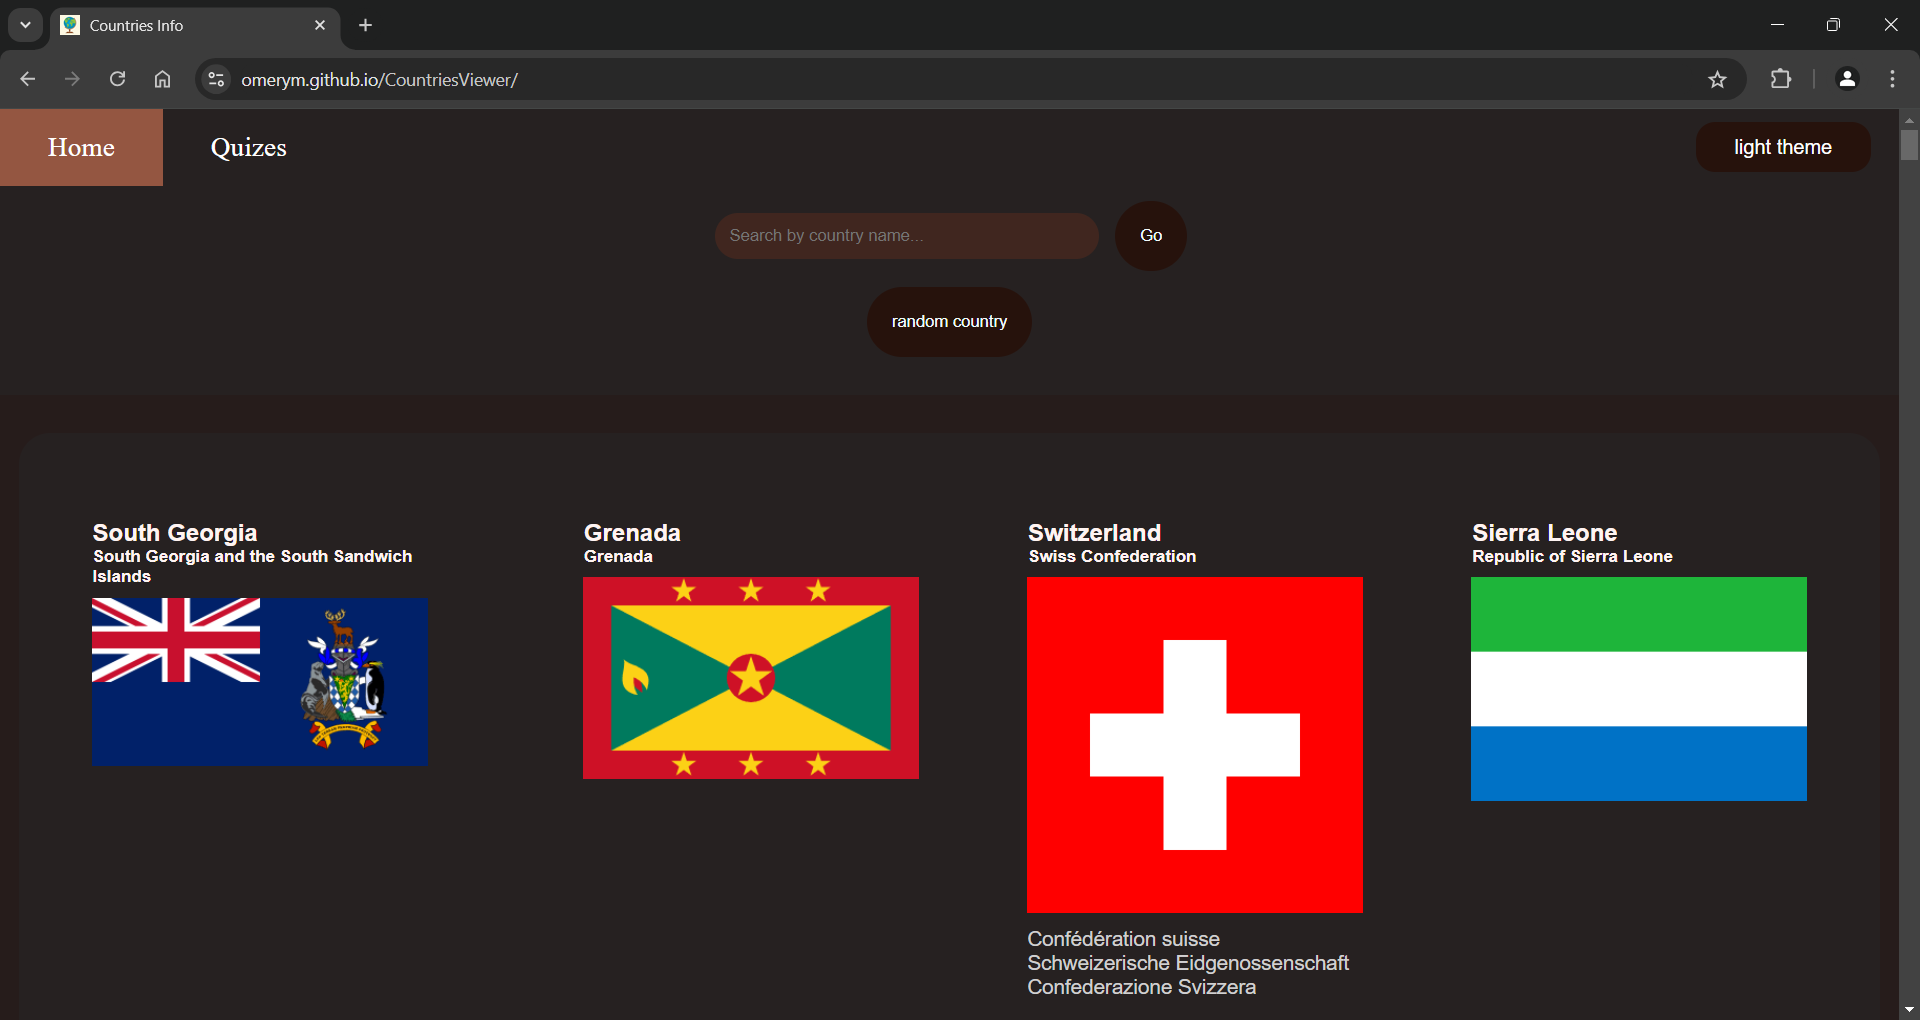 Countries Info
omerym.github.io/CountriesViewer/
Home
Quizes
light theme
Search by country name...
Go
random country
South Georgia
South Georgia and the South Sandwich
Islands
Grenada
Grenada
Switzerland
Swiss Confederation
Confédération suisse
Schweizerische Eidgenossenschaft
Confederazione Svizzera
Sierra Leone
Republic of Sierra Leone